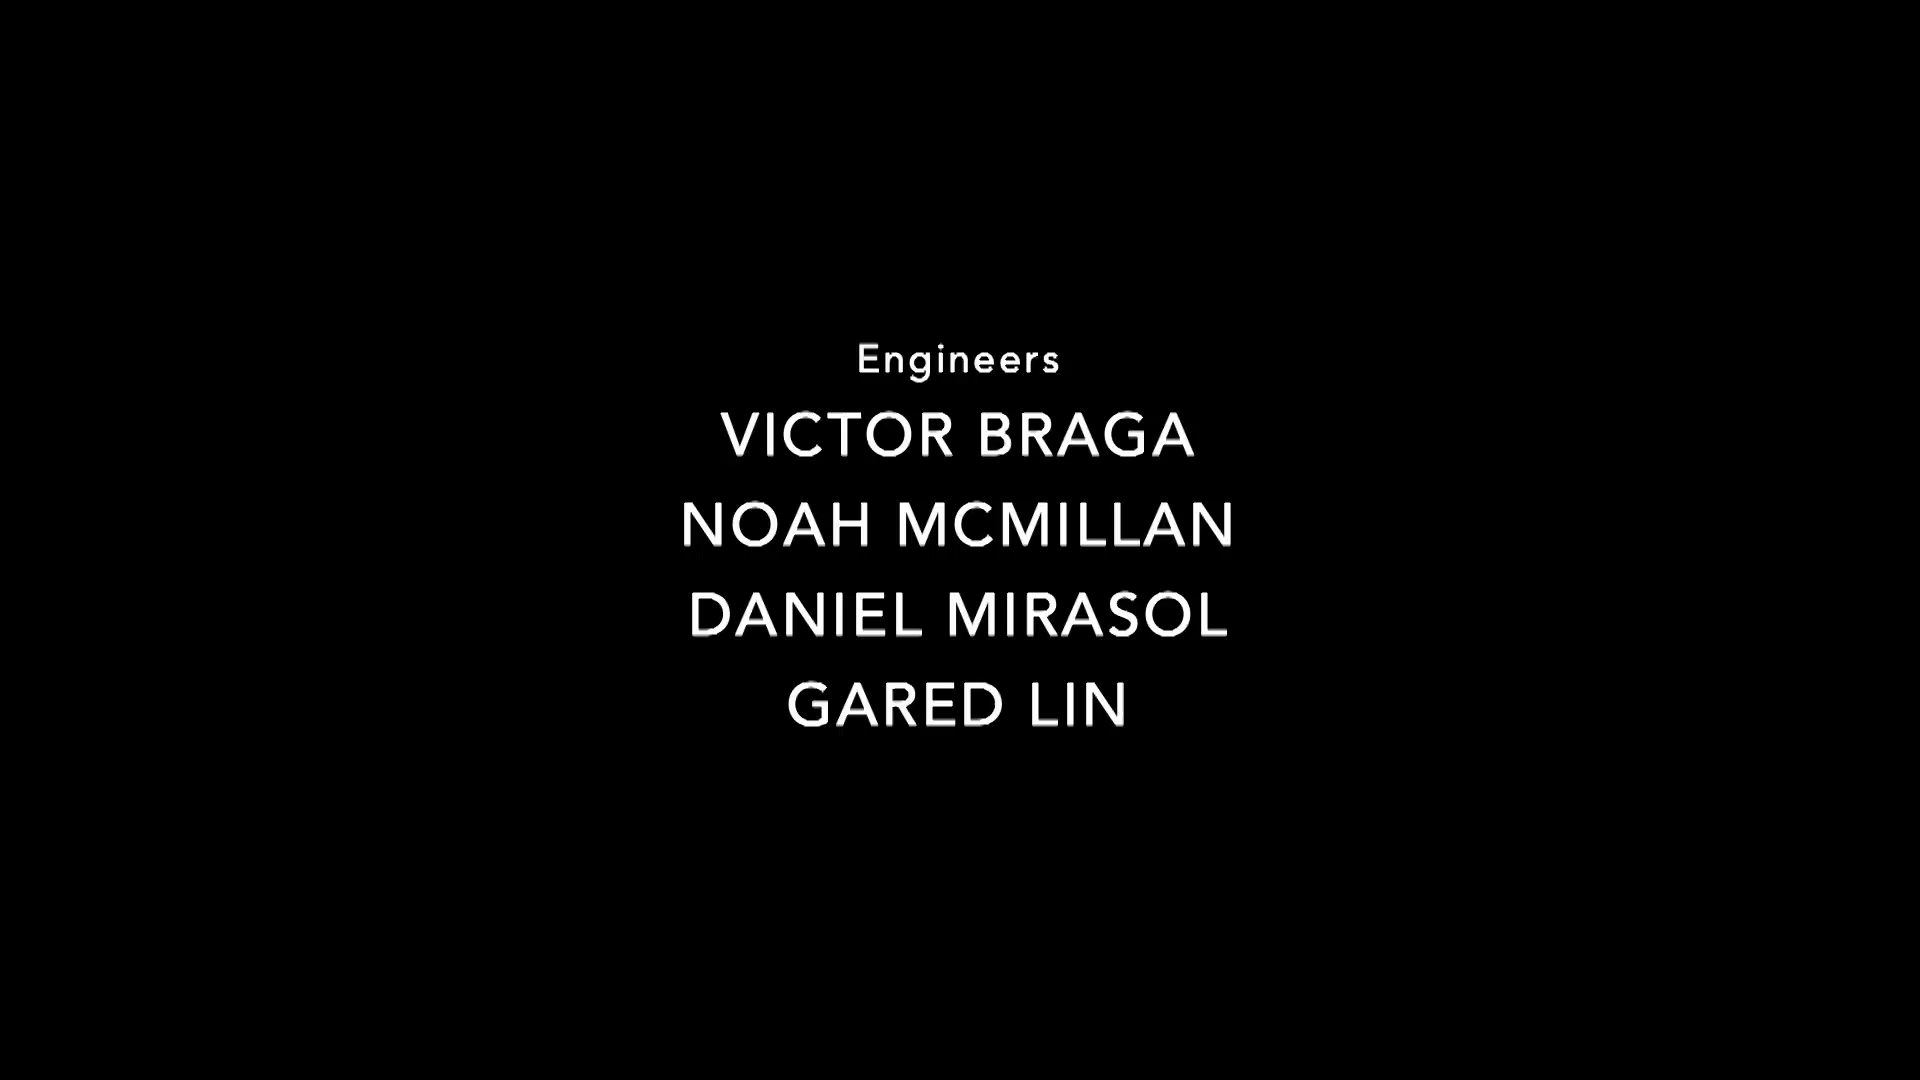 Engineers
VICTOR BRAGA
NOAH MCMILLAN
DANIEL MIRASOL
GARED LIN